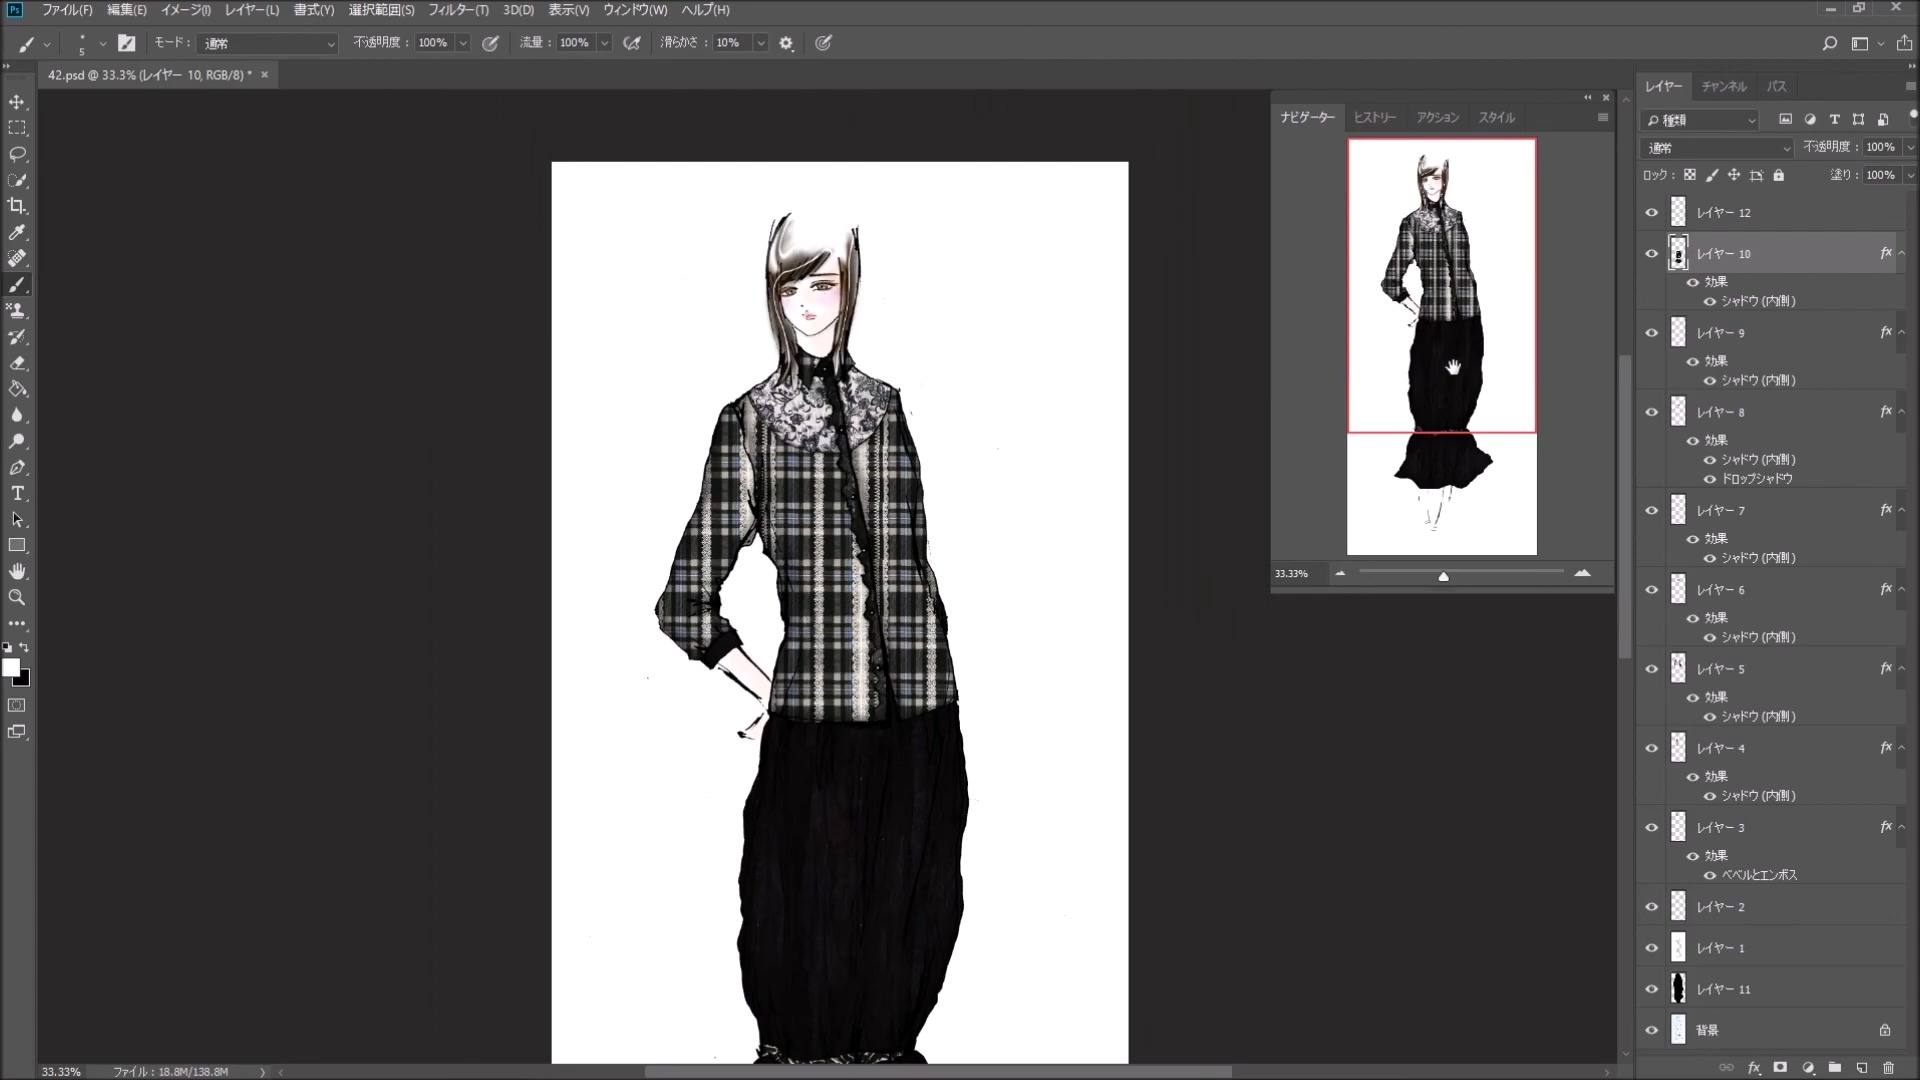 Ps ファイル(F) 編集(E) イメージ(I) レイヤー(L) 書式(Y) 選択範囲(S) フィルター(T) 3D(D) 表示(V) ウィンドウ(W) ヘルプ(H)
5 モード : 通常 不透明度 : 100% 流量 : 100% 滑らかさ : 10%
42.psd @ 33.3% (レイヤー 10, RGB/8) *
ナビゲーター ヒストリー アクション スタイル
33.33%
レイヤー チャンネル パス
種類
通常 不透明度 : 100%
ロック : 塗り : 100%
レイヤー 12
レイヤー 10 fx
効果
シャドウ (内側)
レイヤー 9 fx
効果
シャドウ (内側)
レイヤー 8 fx
効果
シャドウ (内側)
ドロップシャドウ
レイヤー 7 fx
効果
シャドウ (内側)
レイヤー 6 fx
効果
シャドウ (内側)
レイヤー 5 fx
効果
シャドウ (内側)
レイヤー 4 fx
効果
シャドウ (内側)
レイヤー 3 fx
効果
ベベルとエンボス
レイヤー 2
レイヤー 1
レイヤー 11
背景
33.33% ファイル : 18.8M/138.8M